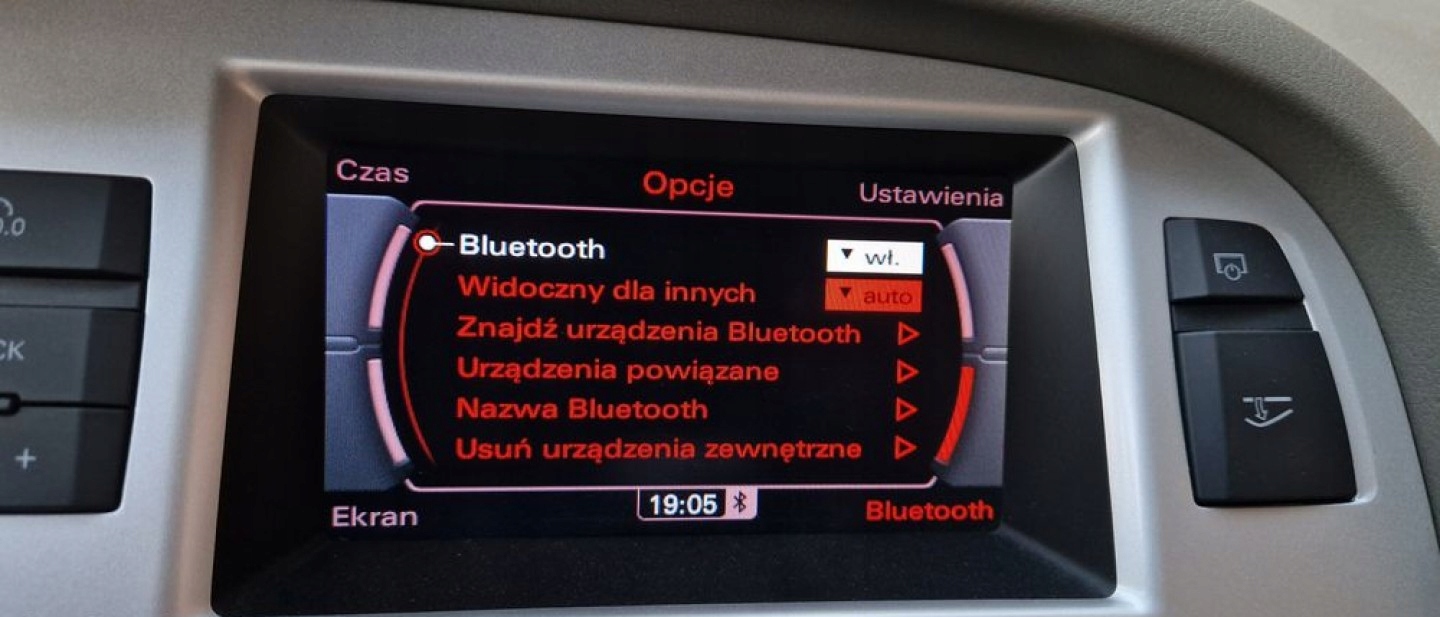 Czas
Opcje
Ustawienia
Bluetooth
wł.
Widoczny dla innych
auto
Znajdź urządzenia Bluetooth
Urządzenia powiązane
Nazwa Bluetooth
Usuń urządzenia zewnętrzne
Ekran
19:05
Bluetooth
CK
+